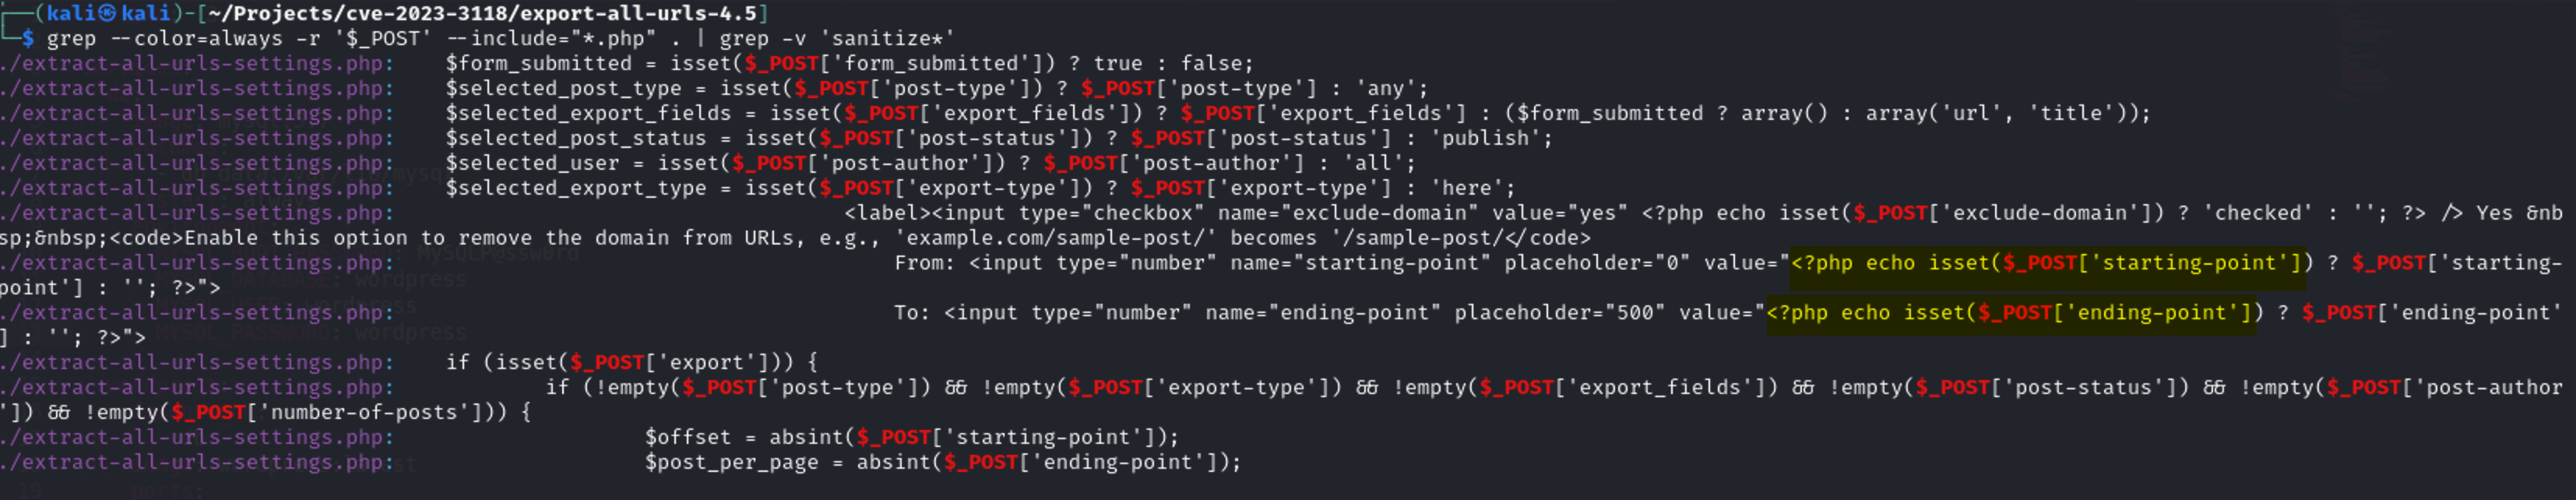 ┌──(kali㉿kali)-[~/Projects/cve-2023-3118/export-all-urls-4.5]
└─$ grep --color=always -r '$_POST' --include="*.php" . | grep -v 'sanitize*'
./extract-all-urls-settings.php:    $form_submitted = isset($_POST['form_submitted']) ? true : false;
./extract-all-urls-settings.php:    $selected_post_type = isset($_POST['post-type']) ? $_POST['post-type'] : 'any';
./extract-all-urls-settings.php:    $selected_export_fields = isset($_POST['export_fields']) ? $_POST['export_fields'] : ($form_submitted ? array() : array('url', 'title'));
./extract-all-urls-settings.php:    $selected_post_status = isset($_POST['post-status']) ? $_POST['post-status'] : 'publish';
./extract-all-urls-settings.php:    $selected_user = isset($_POST['post-author']) ? $_POST['post-author'] : 'all';
./extract-all-urls-settings.php:    $selected_export_type = isset($_POST['export-type']) ? $_POST['export-type'] : 'here';
./extract-all-urls-settings.php:                                    <label><input type="checkbox" name="exclude-domain" value="yes" <?php echo isset($_POST['exclude-domain']) ? 'checked' : ''; ?> /> Yes &nb
sp;&nbsp;<code>Enable this option to remove the domain from URLs, e.g., 'example.com/sample-post/' becomes '/sample-post/</code>
./extract-all-urls-settings.php:                                        From: <input type="number" name="starting-point" placeholder="0" value="<?php echo isset($_POST['starting-point']) ? $_POST['starting-
point'] : ''; ?>">
./extract-all-urls-settings.php:                                        To: <input type="number" name="ending-point" placeholder="500" value="<?php echo isset($_POST['ending-point']) ? $_POST['ending-point'
] : ''; ?>">
./extract-all-urls-settings.php:    if (isset($_POST['export'])) {
./extract-all-urls-settings.php:            if (!empty($_POST['post-type']) && !empty($_POST['export-type']) && !empty($_POST['export_fields']) && !empty($_POST['post-status']) && !empty($_POST['post-author
']) && !empty($_POST['number-of-posts'])) {
./extract-all-urls-settings.php:                    $offset = absint($_POST['starting-point']);
./extract-all-urls-settings.php:                    $post_per_page = absint($_POST['ending-point']);